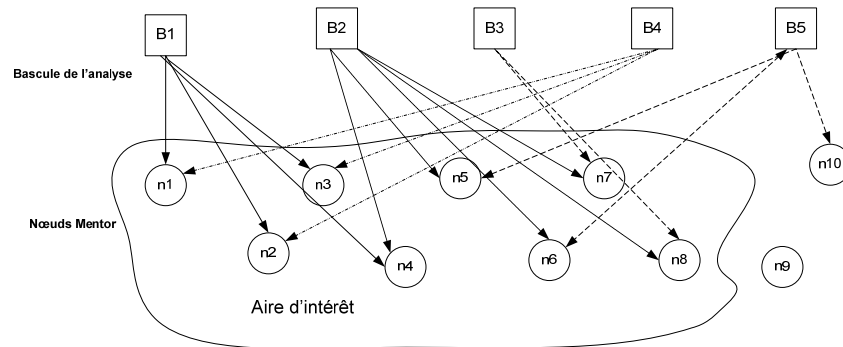 B1
B2
B3
B4
B5
Bascule de l'analyse
n1
n3
n5
n7
n10
Nœuds Mentor
n2
n4
n6
n8
n9
Aire d'intérêt